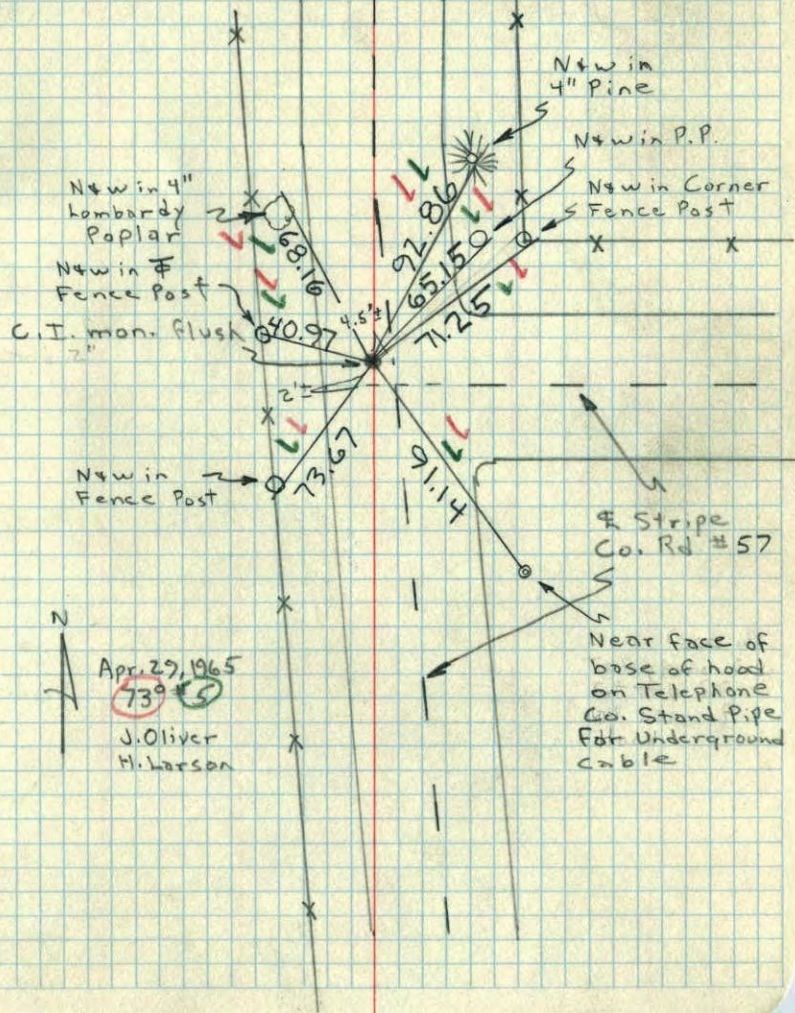 N&W in
4" Pine
N&W in P.P.
N&W in Corner
Fence Post
N&W in 4"
Lombardy
Poplar
N&W in
Fence Post
C.I. mon. flush
2"
N&W in
Fence Post
92.86
65.15
71.25
68.16
40.97
4.5'±
2'±
73.67
91.14
℄ Stripe
Co. Rd #57
Near face of
base of hood
on Telephone
Co. Stand Pipe
For Underground
Cable
N
Apr. 29, 1965
73° #5
J. Oliver
H. Larson